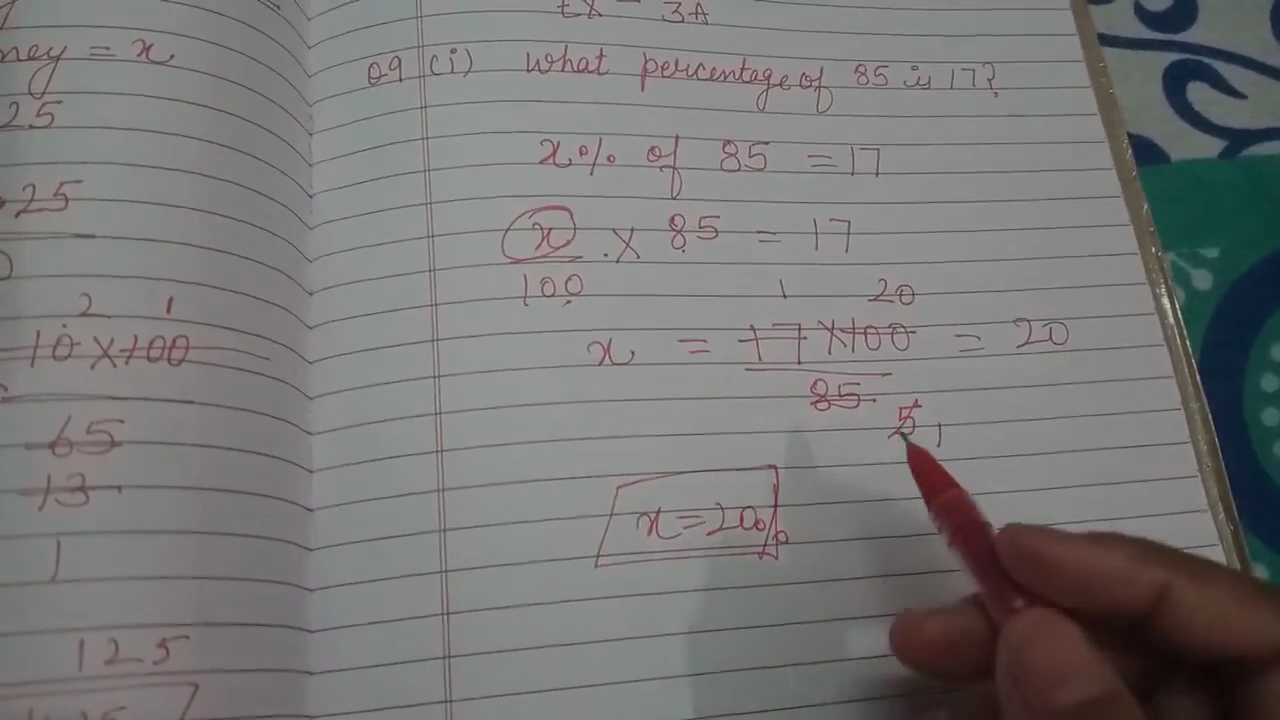 ney = x
25
25
2 1
10 x 100
65
13
1
125
Ex - 3A
Q9 (i) What percentage of 85 is 17?
x% of 85 = 17
x × 85 = 17
100
1 20
x = 17 × 100 = 20
85
5 1
x = 20%